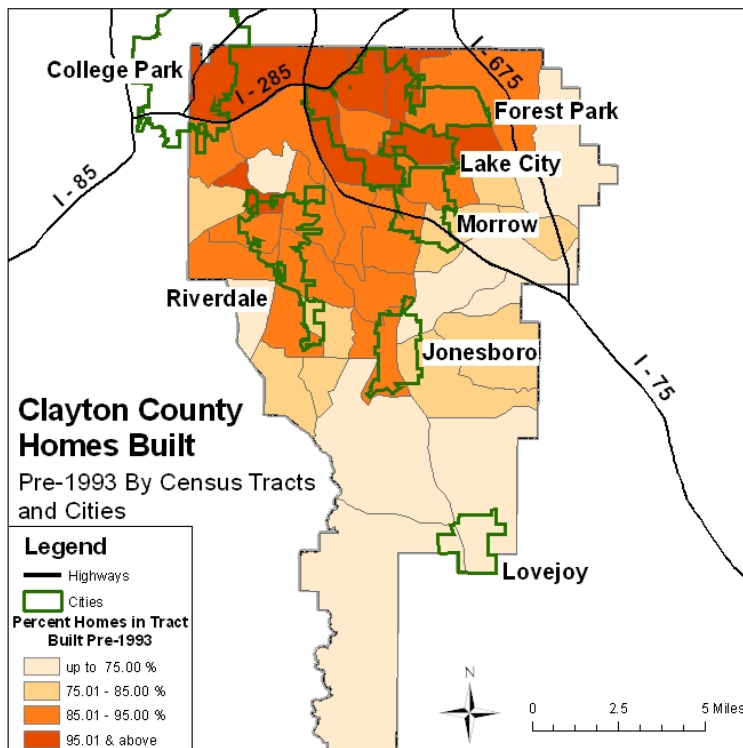 College Park
I - 285
I - 675
Forest Park
Lake City
I - 85
Morrow
Riverdale
Jonesboro
I - 75
Clayton County
Homes Built
Pre-1993 By Census Tracts
and Cities
Legend
Highways
Cities
Percent Homes in Tract
Built Pre-1993
up to 75.00 %
75.01 - 85.00 %
85.01 - 95.00 %
95.01 & above
Lovejoy
N
0 2.5 5 Miles